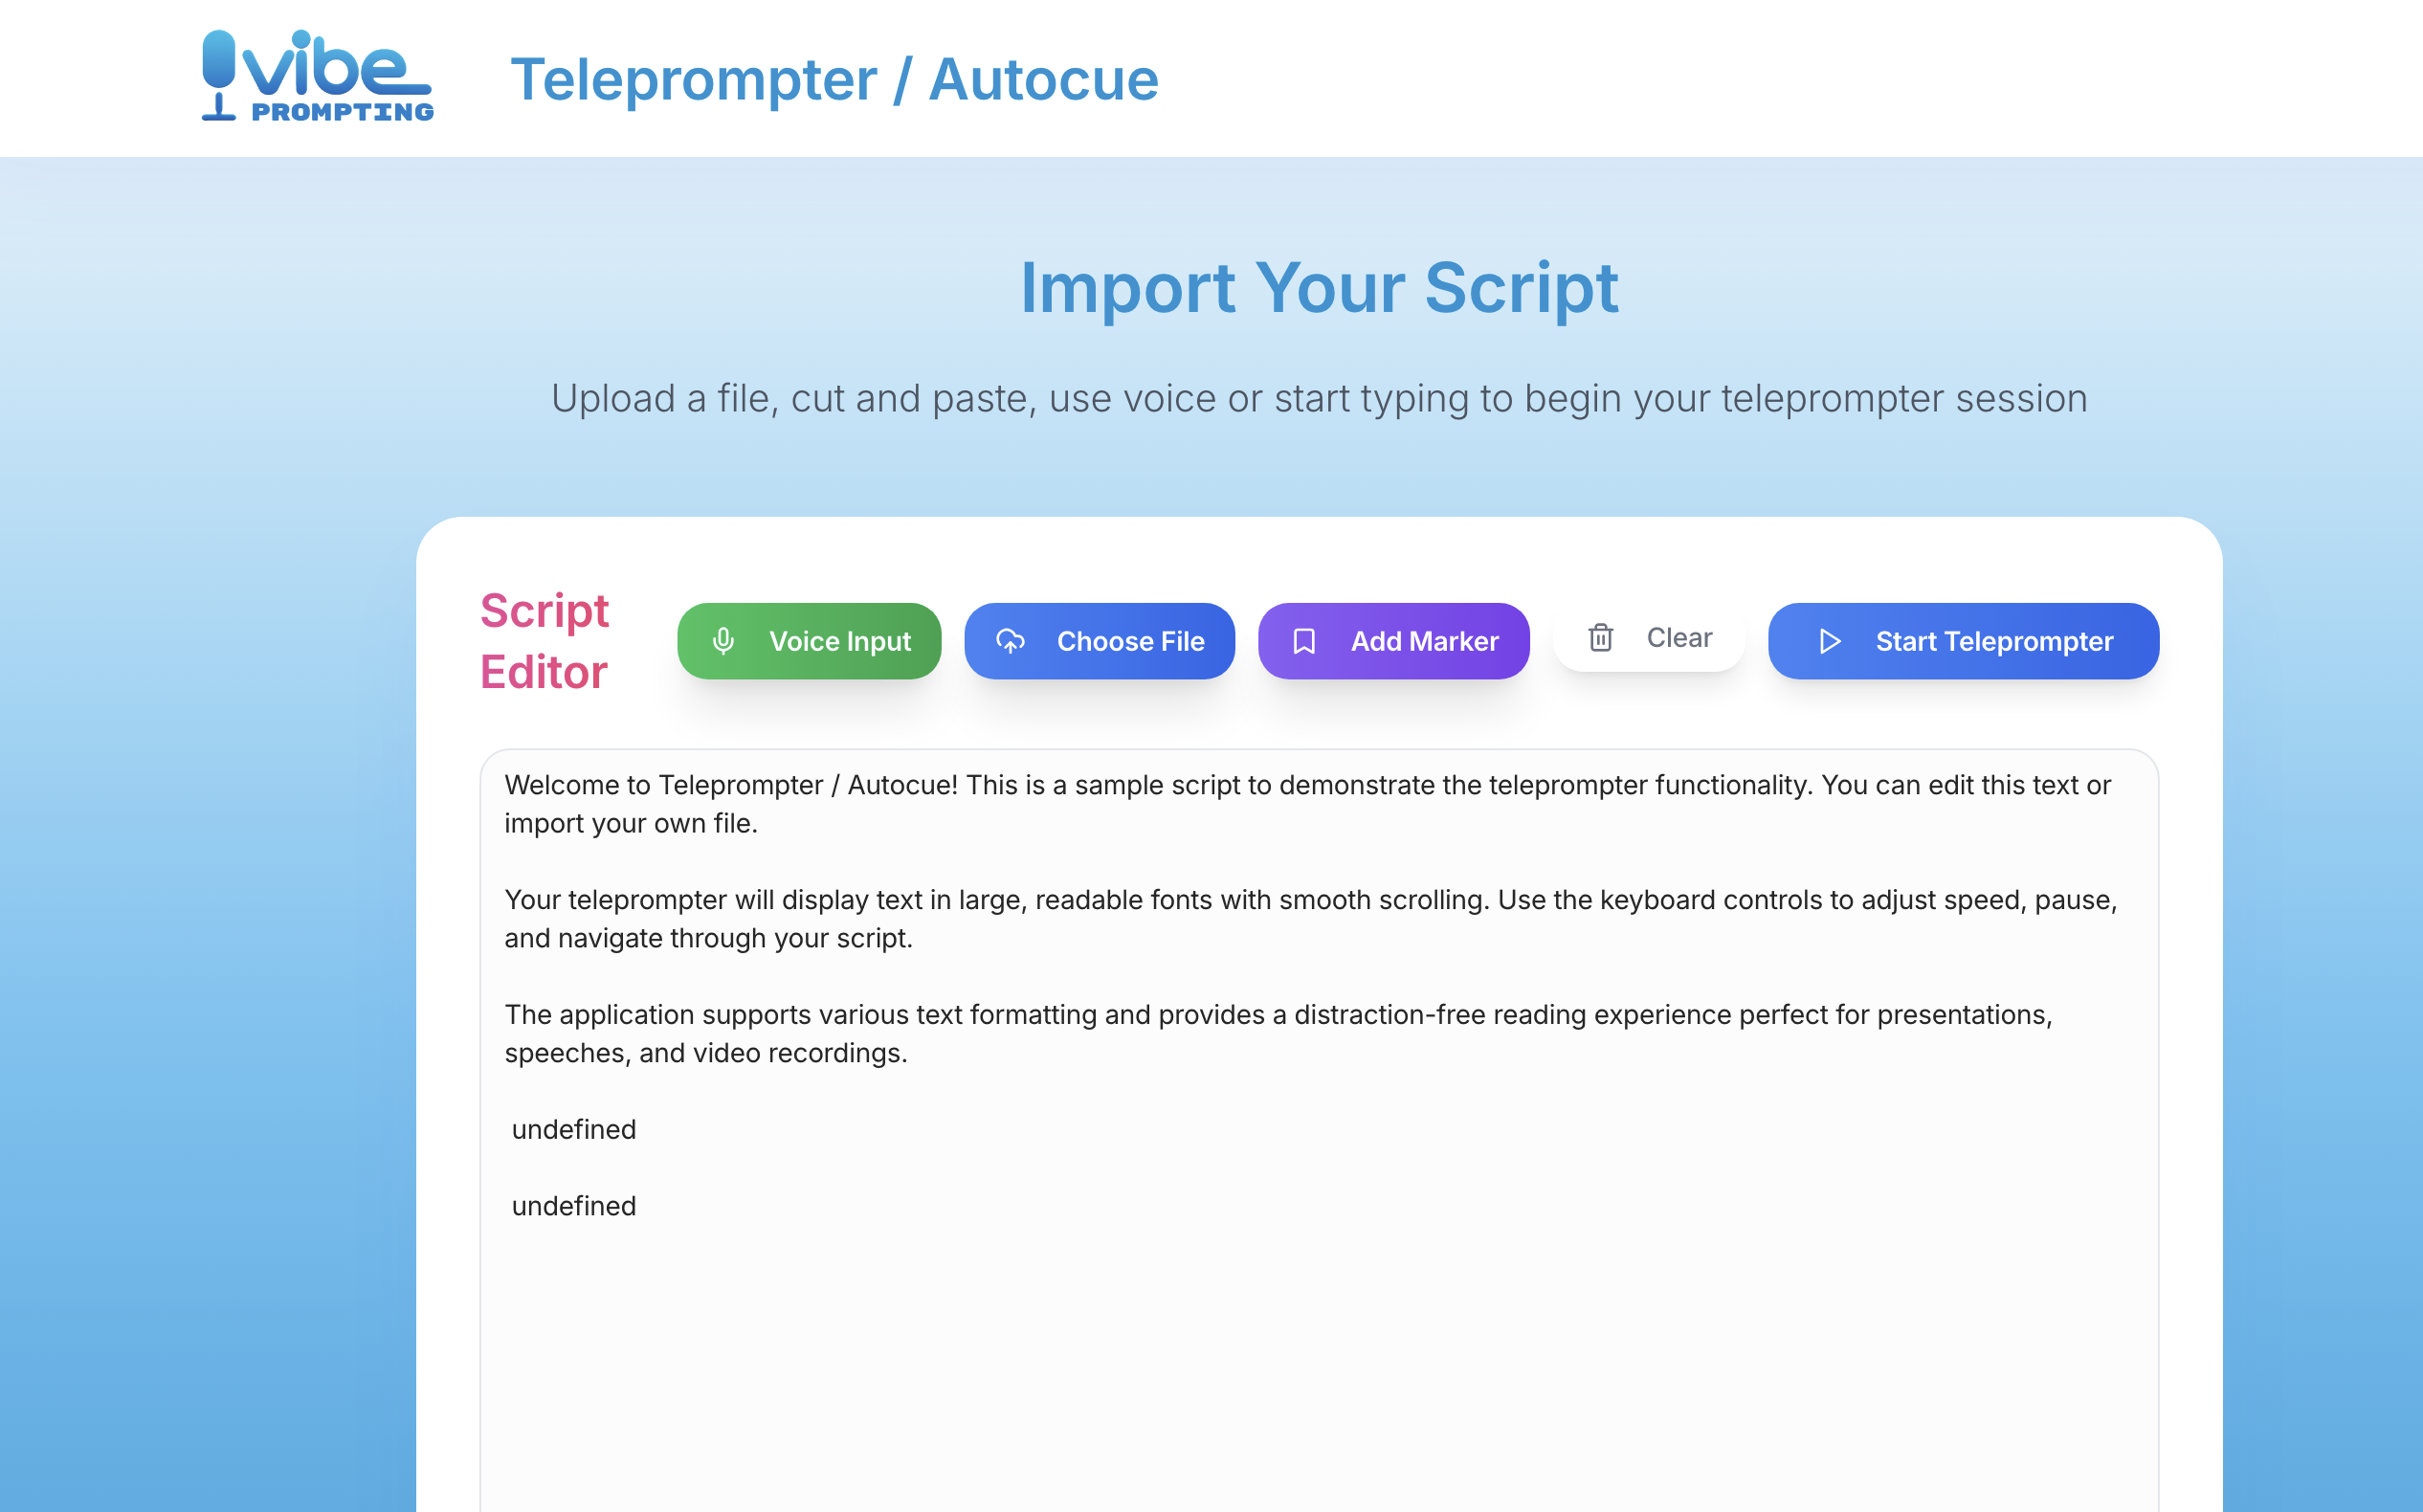 vibe
PROMPTING
Teleprompter / Autocue
Import Your Script
Upload a file, cut and paste, use voice or start typing to begin your teleprompter session
Script
Editor
Voice Input
Choose File
Add Marker
Clear
Start Teleprompter
Welcome to Teleprompter / Autocue! This is a sample script to demonstrate the teleprompter functionality. You can edit this text or
import your own file.
Your teleprompter will display text in large, readable fonts with smooth scrolling. Use the keyboard controls to adjust speed, pause,
and navigate through your script.
The application supports various text formatting and provides a distraction-free reading experience perfect for presentations,
speeches, and video recordings.
undefined
undefined